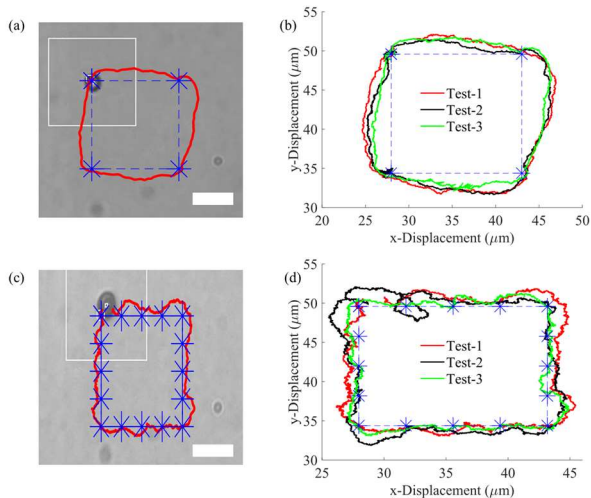 (a)
(b)
y-Displacement (μm)
55
50
45
40
35
30
Test-1
Test-2
Test-3
20 25 30 35 40 45 50
x-Displacement (μm)
(c)
(d)
y-Displacement (μm)
55
50
45
40
35
30
Test-1
Test-2
Test-3
25 30 35 40 45
x-Displacement (μm)